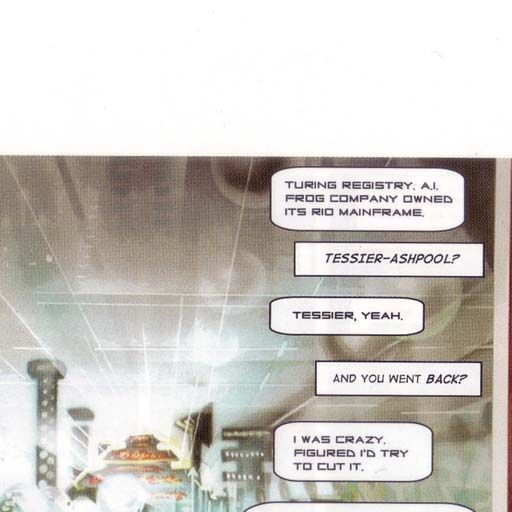 TURING REGISTRY. A.I.
FROG COMPANY OWNED
ITS RIO MAINFRAME.
TESSIER-ASHPOOL?
TESSIER, YEAH.
AND YOU WENT BACK?
I WAS CRAZY.
FIGURED I'D TRY
TO CUT IT.